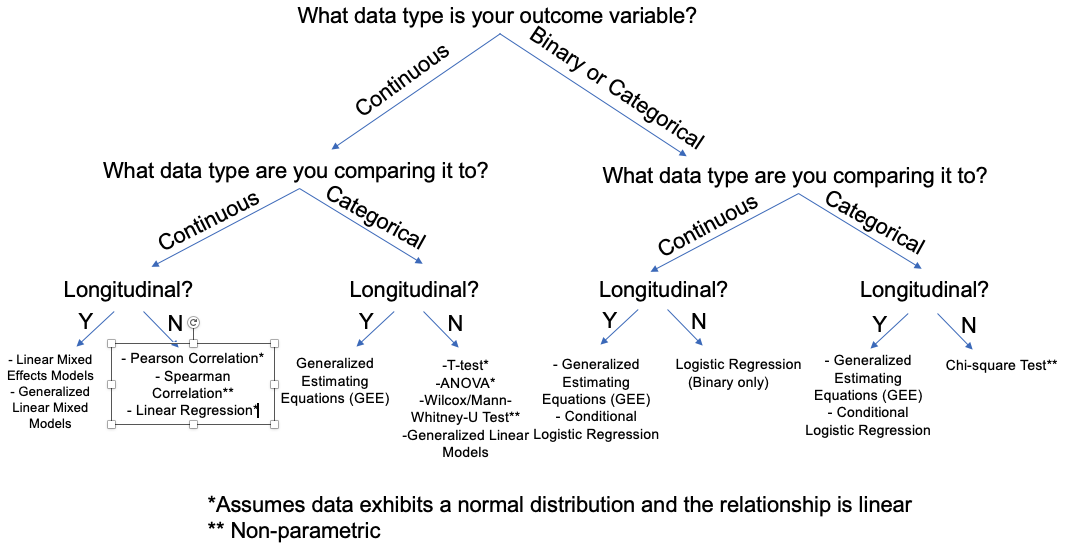 What data type is your outcome variable?
Continuous
Binary or Categorical
What data type are you comparing it to?
What data type are you comparing it to?
Continuous
Categorical
Continuous
Categorical
Longitudinal?
Longitudinal?
Longitudinal?
Longitudinal?
Y
N
Y
N
Y
N
Y
N
- Linear Mixed
Effects Models
- Generalized
Linear Mixed
Models
- Pearson Correlation*
- Spearman
Correlation**
- Linear Regression*
Generalized
Estimating
Equations (GEE)
-T-test*
-ANOVA*
-Wilcox/Mann-
Whitney-U Test**
-Generalized Linear
Models
- Generalized
Estimating
Equations (GEE)
- Conditional
Logistic Regression
Logistic Regression
(Binary only)
- Generalized
Estimating
Equations (GEE)
- Conditional
Logistic Regression
Chi-square Test**
*Assumes data exhibits a normal distribution and the relationship is linear
** Non-parametric